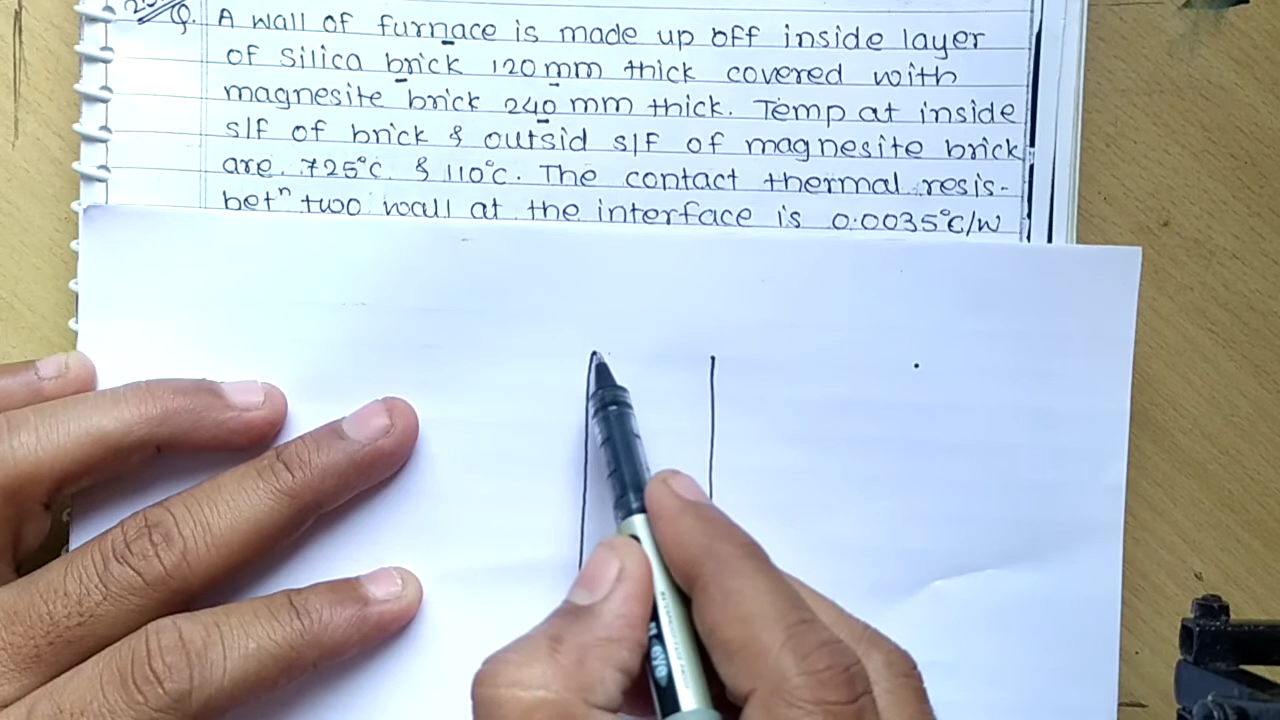 Q. A wall of furnace is made up off inside layer
of Silica brick 120mm thick covered with
magnesite brick 240 mm thick. Temp at inside
s/f of brick & outsid s/f of magnesite brick
are. 725°C & 110°C. The contact thermal resis-
betⁿ two wall at the interface is 0.0035°C/W